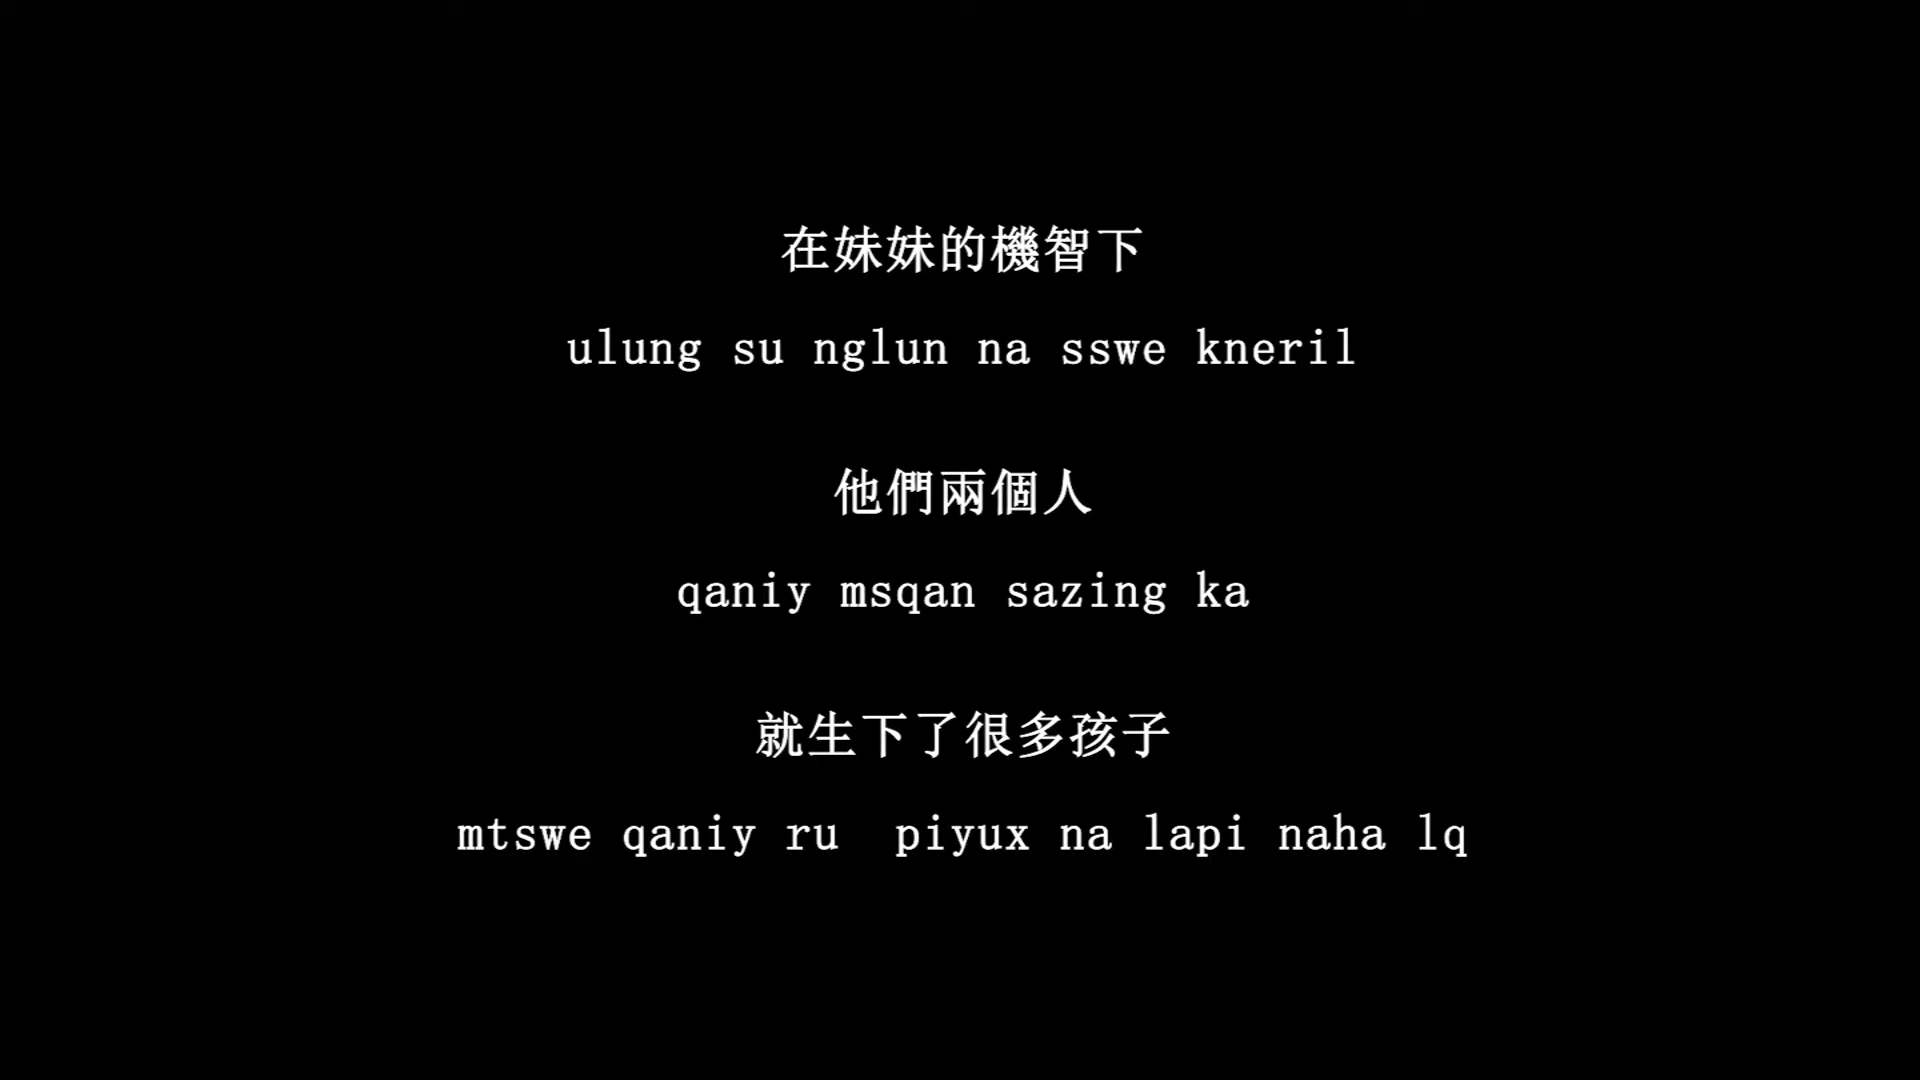 在妹妹的機智下
ulung su nglun na sswe kneril
他們兩個人
qaniy msqan sazing ka
就生下了很多孩子
mtswe qaniy ru  piyux na lapi naha lq